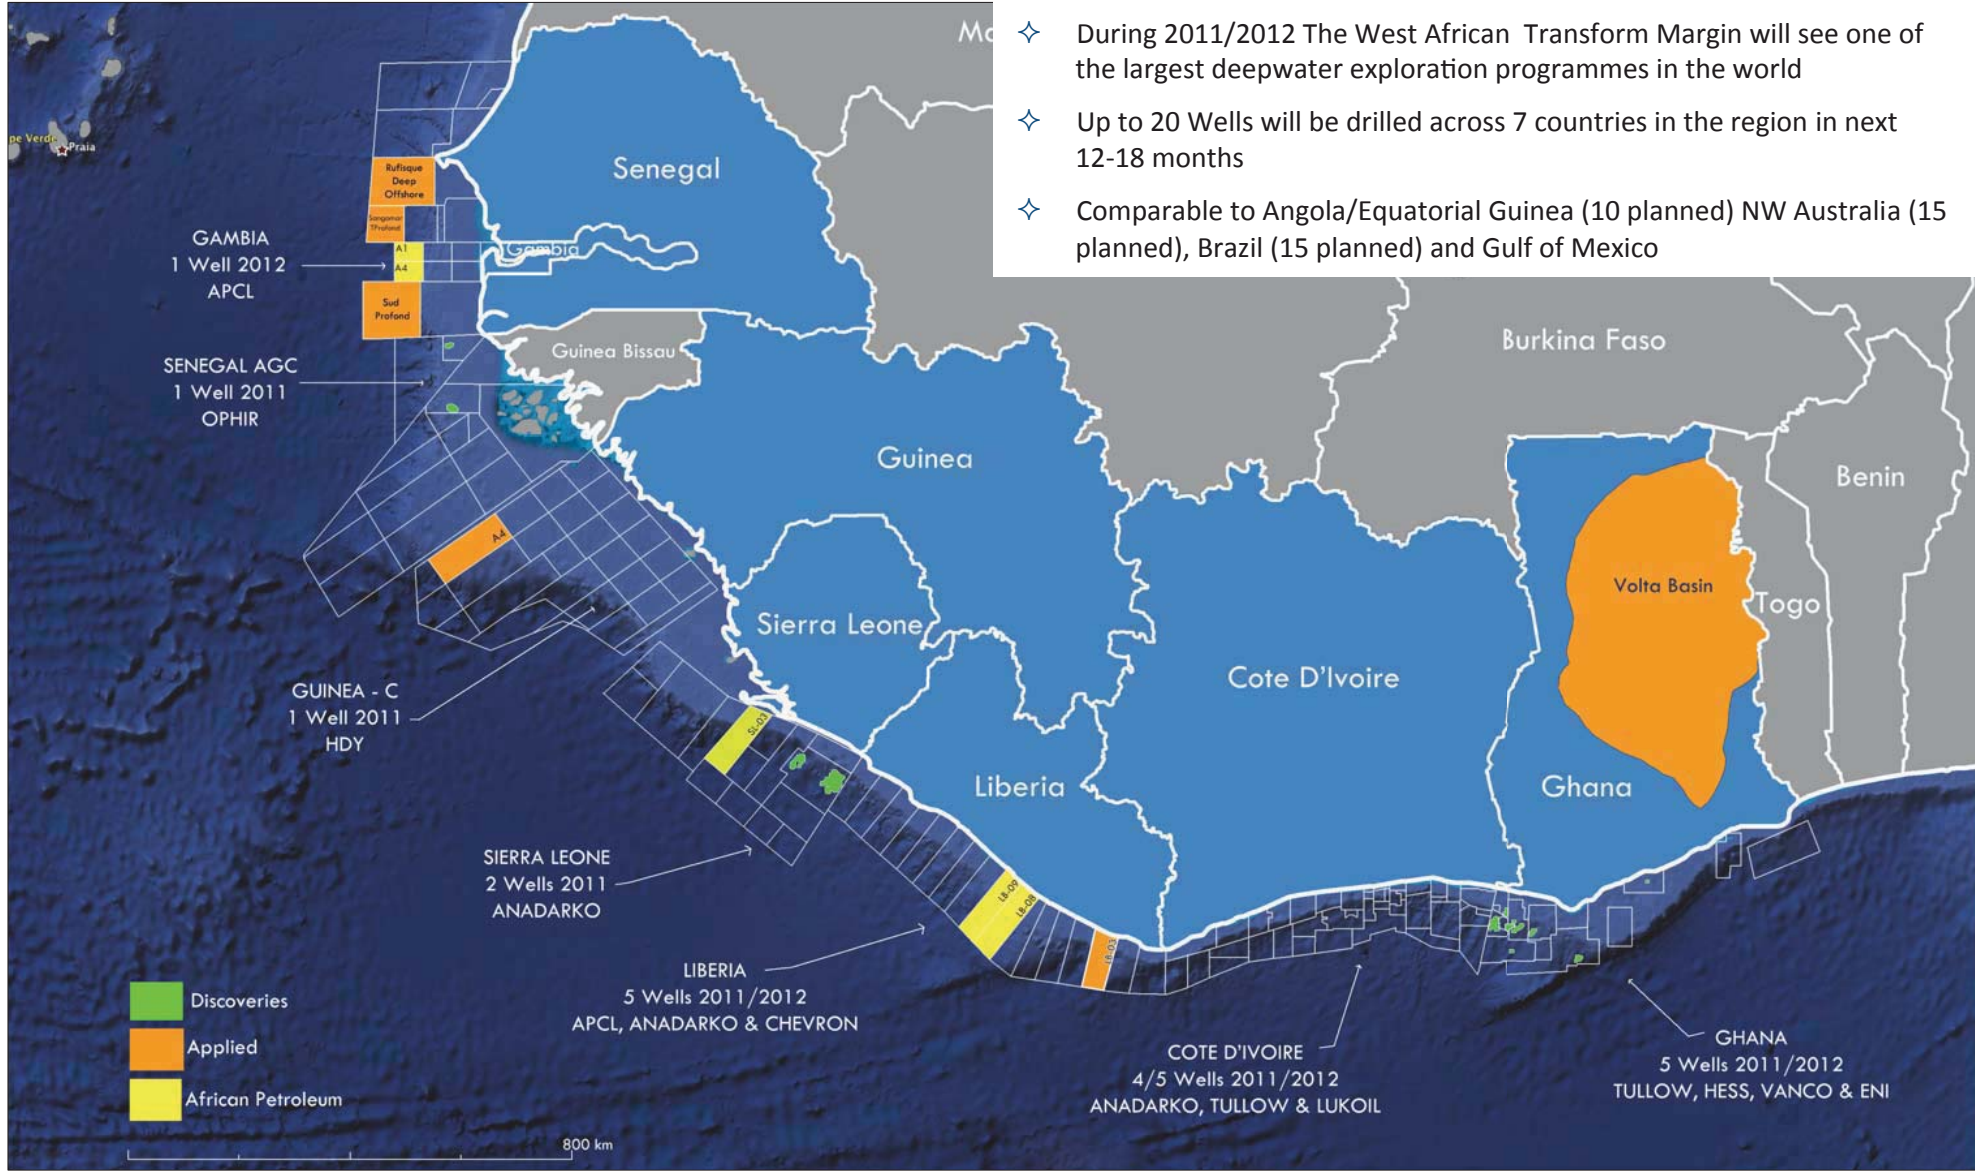 ✧ During 2011/2012 The West African Transform Margin will see one of
the largest deepwater exploration programmes in the world
✧ Up to 20 Wells will be drilled across 7 countries in the region in next
12-18 months
✧ Comparable to Angola/Equatorial Guinea (10 planned) NW Australia (15
planned), Brazil (15 planned) and Gulf of Mexico
pe Verde
Praia
Senegal
Rufisque
Deep
Offshore
Sangomar
A1
A4
Gambia
GAMBIA
1 Well 2012
APCL
Sud
Profond
SENEGAL AGC
1 Well 2011
OPHIR
Guinea Bissau
Burkina Faso
Guinea
Benin
A4
Volta Basin
Togo
Sierra Leone
Cote D'Ivoire
GUINEA - C
1 Well 2011
HDY
SL-03
Liberia
Ghana
SIERRA LEONE
2 Wells 2011
ANADARKO
LB-09
LB-08
LB-03
LIBERIA
5 Wells 2011/2012
APCL, ANADARKO & CHEVRON
COTE D'IVOIRE
4/5 Wells 2011/2012
ANADARKO, TULLOW & LUKOIL
GHANA
5 Wells 2011/2012
TULLOW, HESS, VANCO & ENI
Discoveries
Applied
African Petroleum
800 km